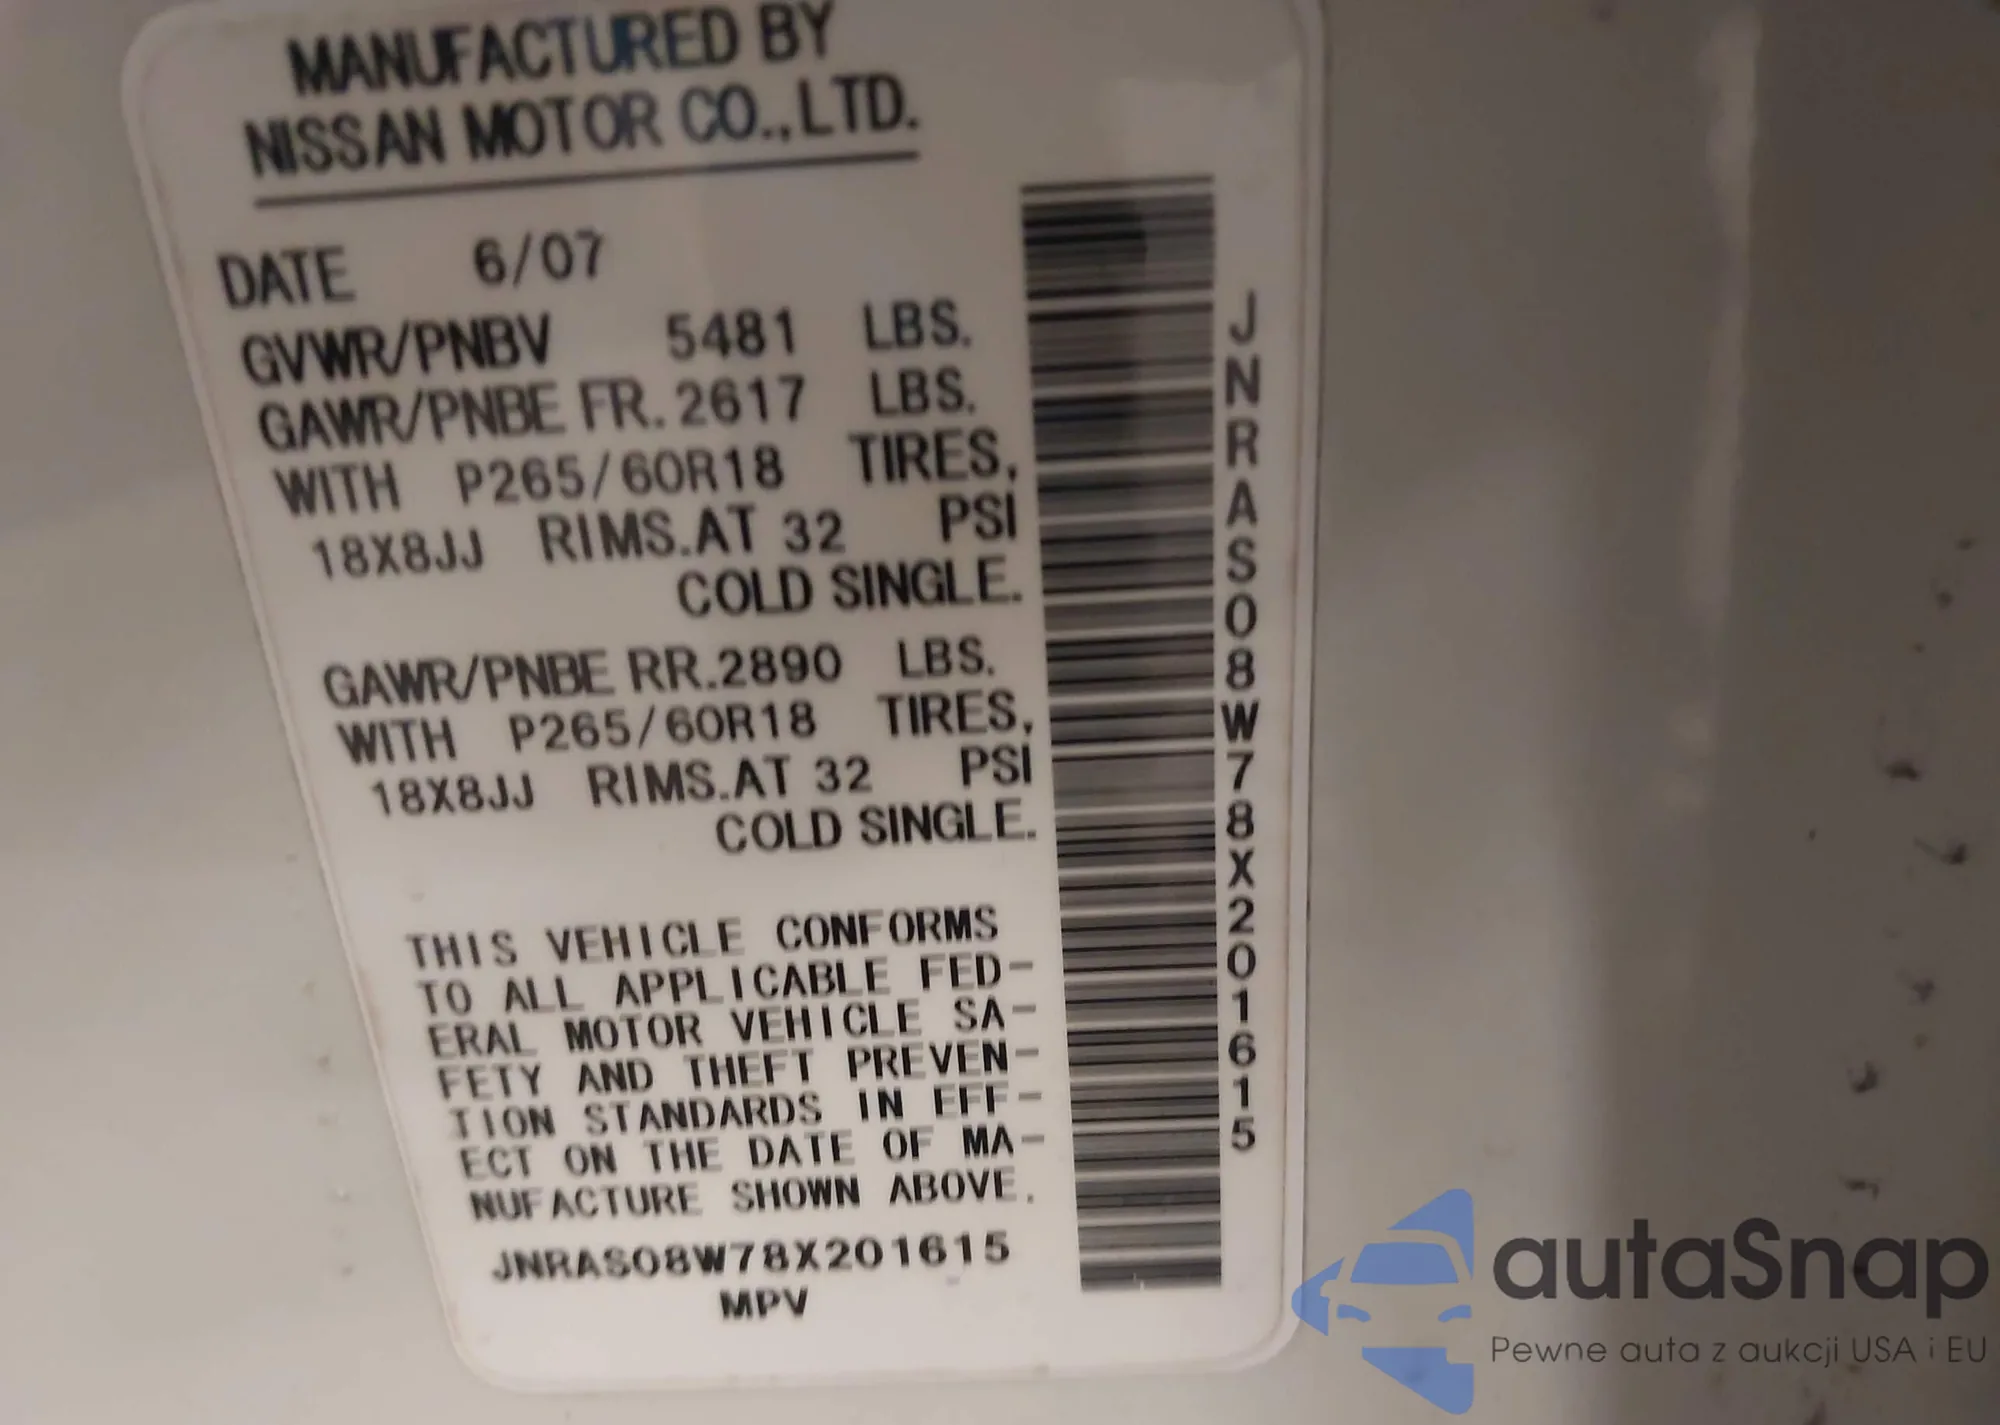 MANUFACTURED BY
NISSAN MOTOR CO.,LTD.
DATE 6/07
GVWR/PNBV 5481 LBS.
GAWR/PNBE FR. 2617 LBS.
WITH P265/60R18 TIRES,
18X8JJ RIMS.AT 32 PSI
COLD SINGLE.
GAWR/PNBE RR.2890 LBS.
WITH P265/60R18 TIRES,
18X8JJ RIMS.AT 32 PSI
COLD SINGLE.
THIS VEHICLE CONFORMS
TO ALL APPLICABLE FED-
ERAL MOTOR VEHICLE SA-
FETY AND THEFT PREVEN-
TION STANDARDS IN EFF-
ECT ON THE DATE OF MA-
NUFACTURE SHOWN ABOVE.
JNRAS08W78X201615
MPV
JNRAS08W78X201615
autaSnap
Pewne auta z aukcji USA i EU